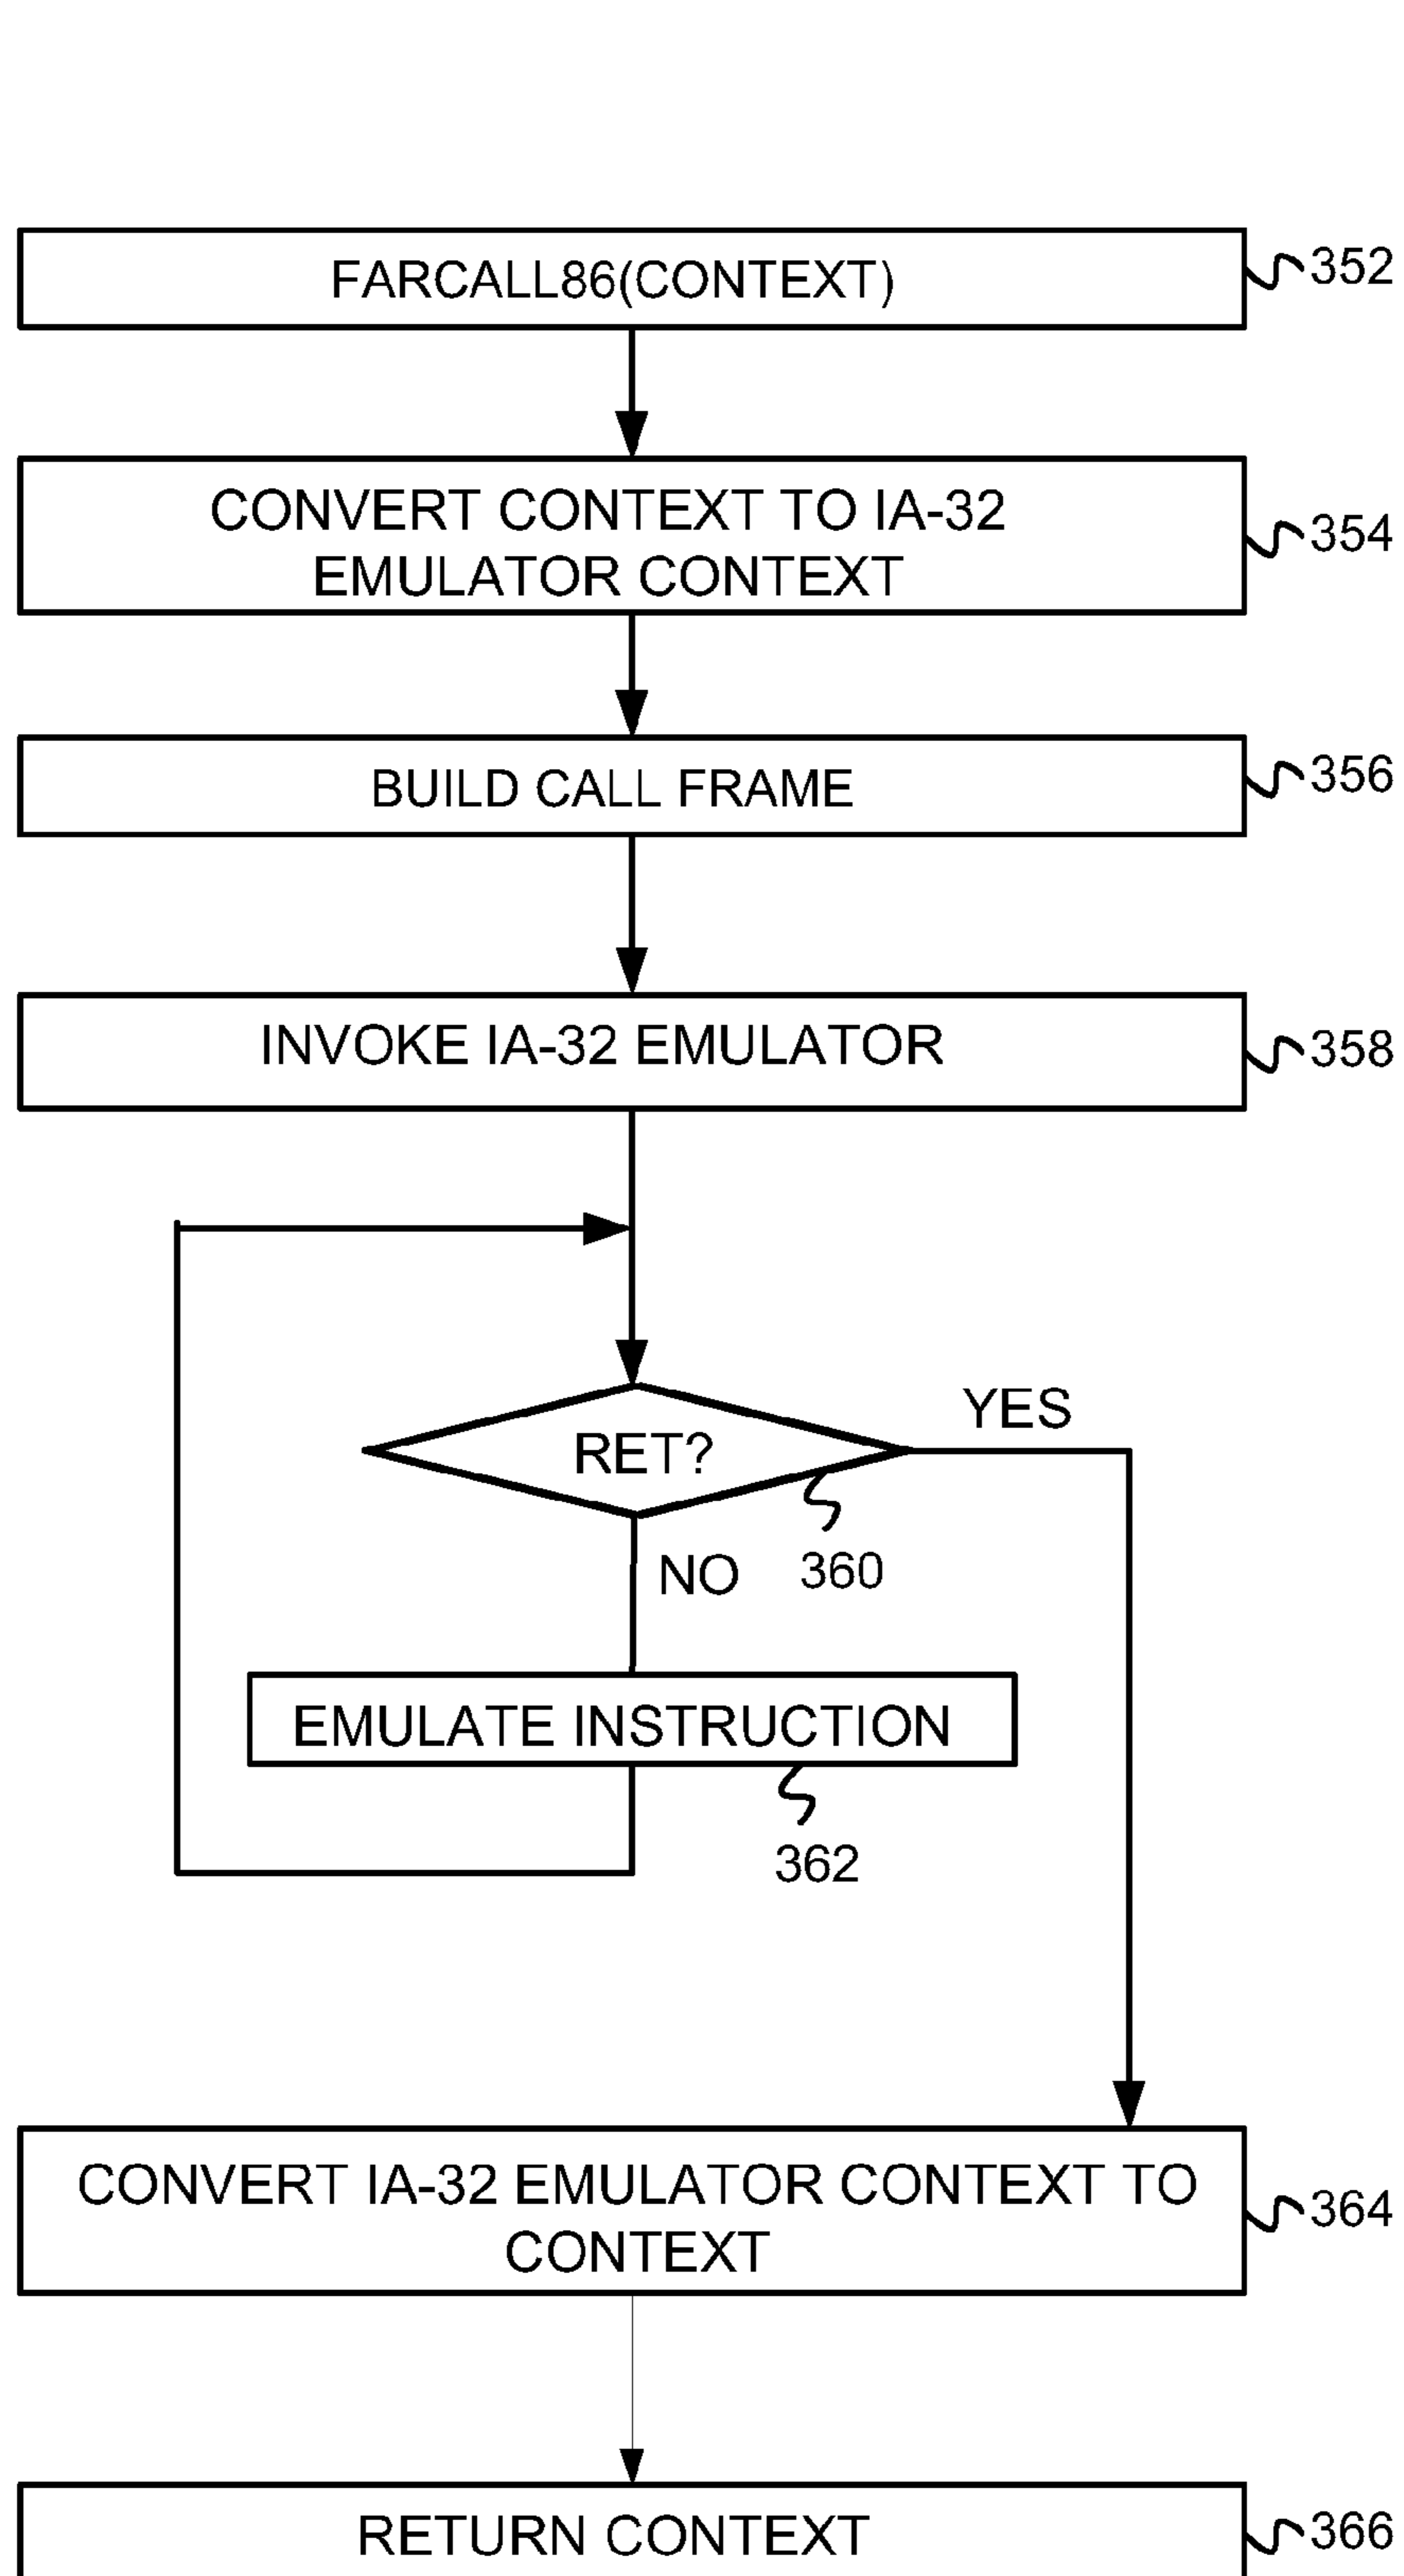 FARCALL86(CONTEXT)
352
CONVERT CONTEXT TO IA-32
EMULATOR CONTEXT
354
BUILD CALL FRAME
356
INVOKE IA-32 EMULATOR
358
YES
RET?
NO
360
EMULATE INSTRUCTION
362
CONVERT IA-32 EMULATOR CONTEXT TO
CONTEXT
364
RETURN CONTEXT
366